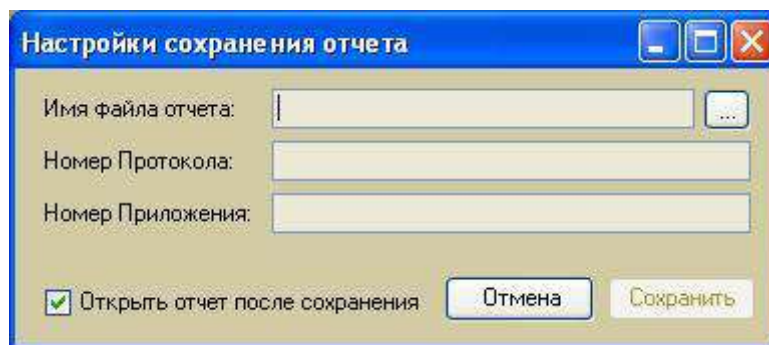 Настройки сохранения отчета
Имя файла отчета:
...
Номер Протокола:
Номер Приложения:
Открыть отчет после сохранения
Отмена
Сохранить